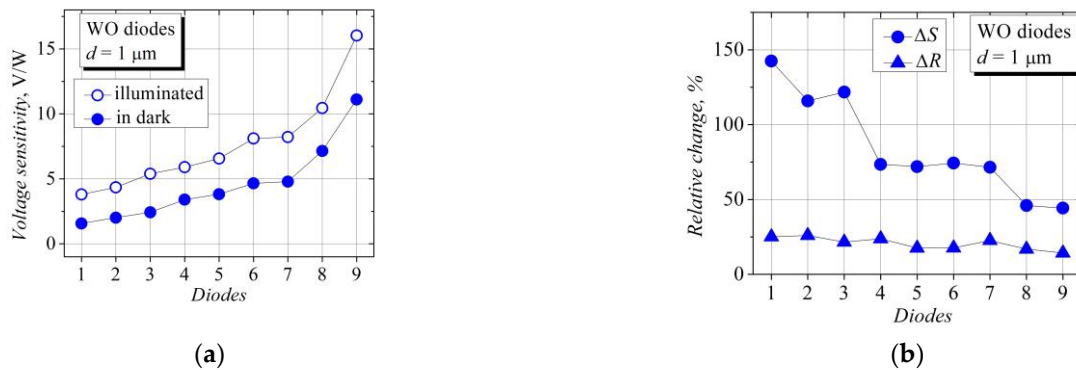 WO diodes
d = 1 μm
illuminated
in dark
Voltage sensitivity, V/W
15
10
5
0
1 2 3 4 5 6 7 8 9
Diodes
(a)
ΔS
ΔR
WO diodes
d = 1 μm
Relative change, %
150
100
50
0
1 2 3 4 5 6 7 8 9
Diodes
(b)